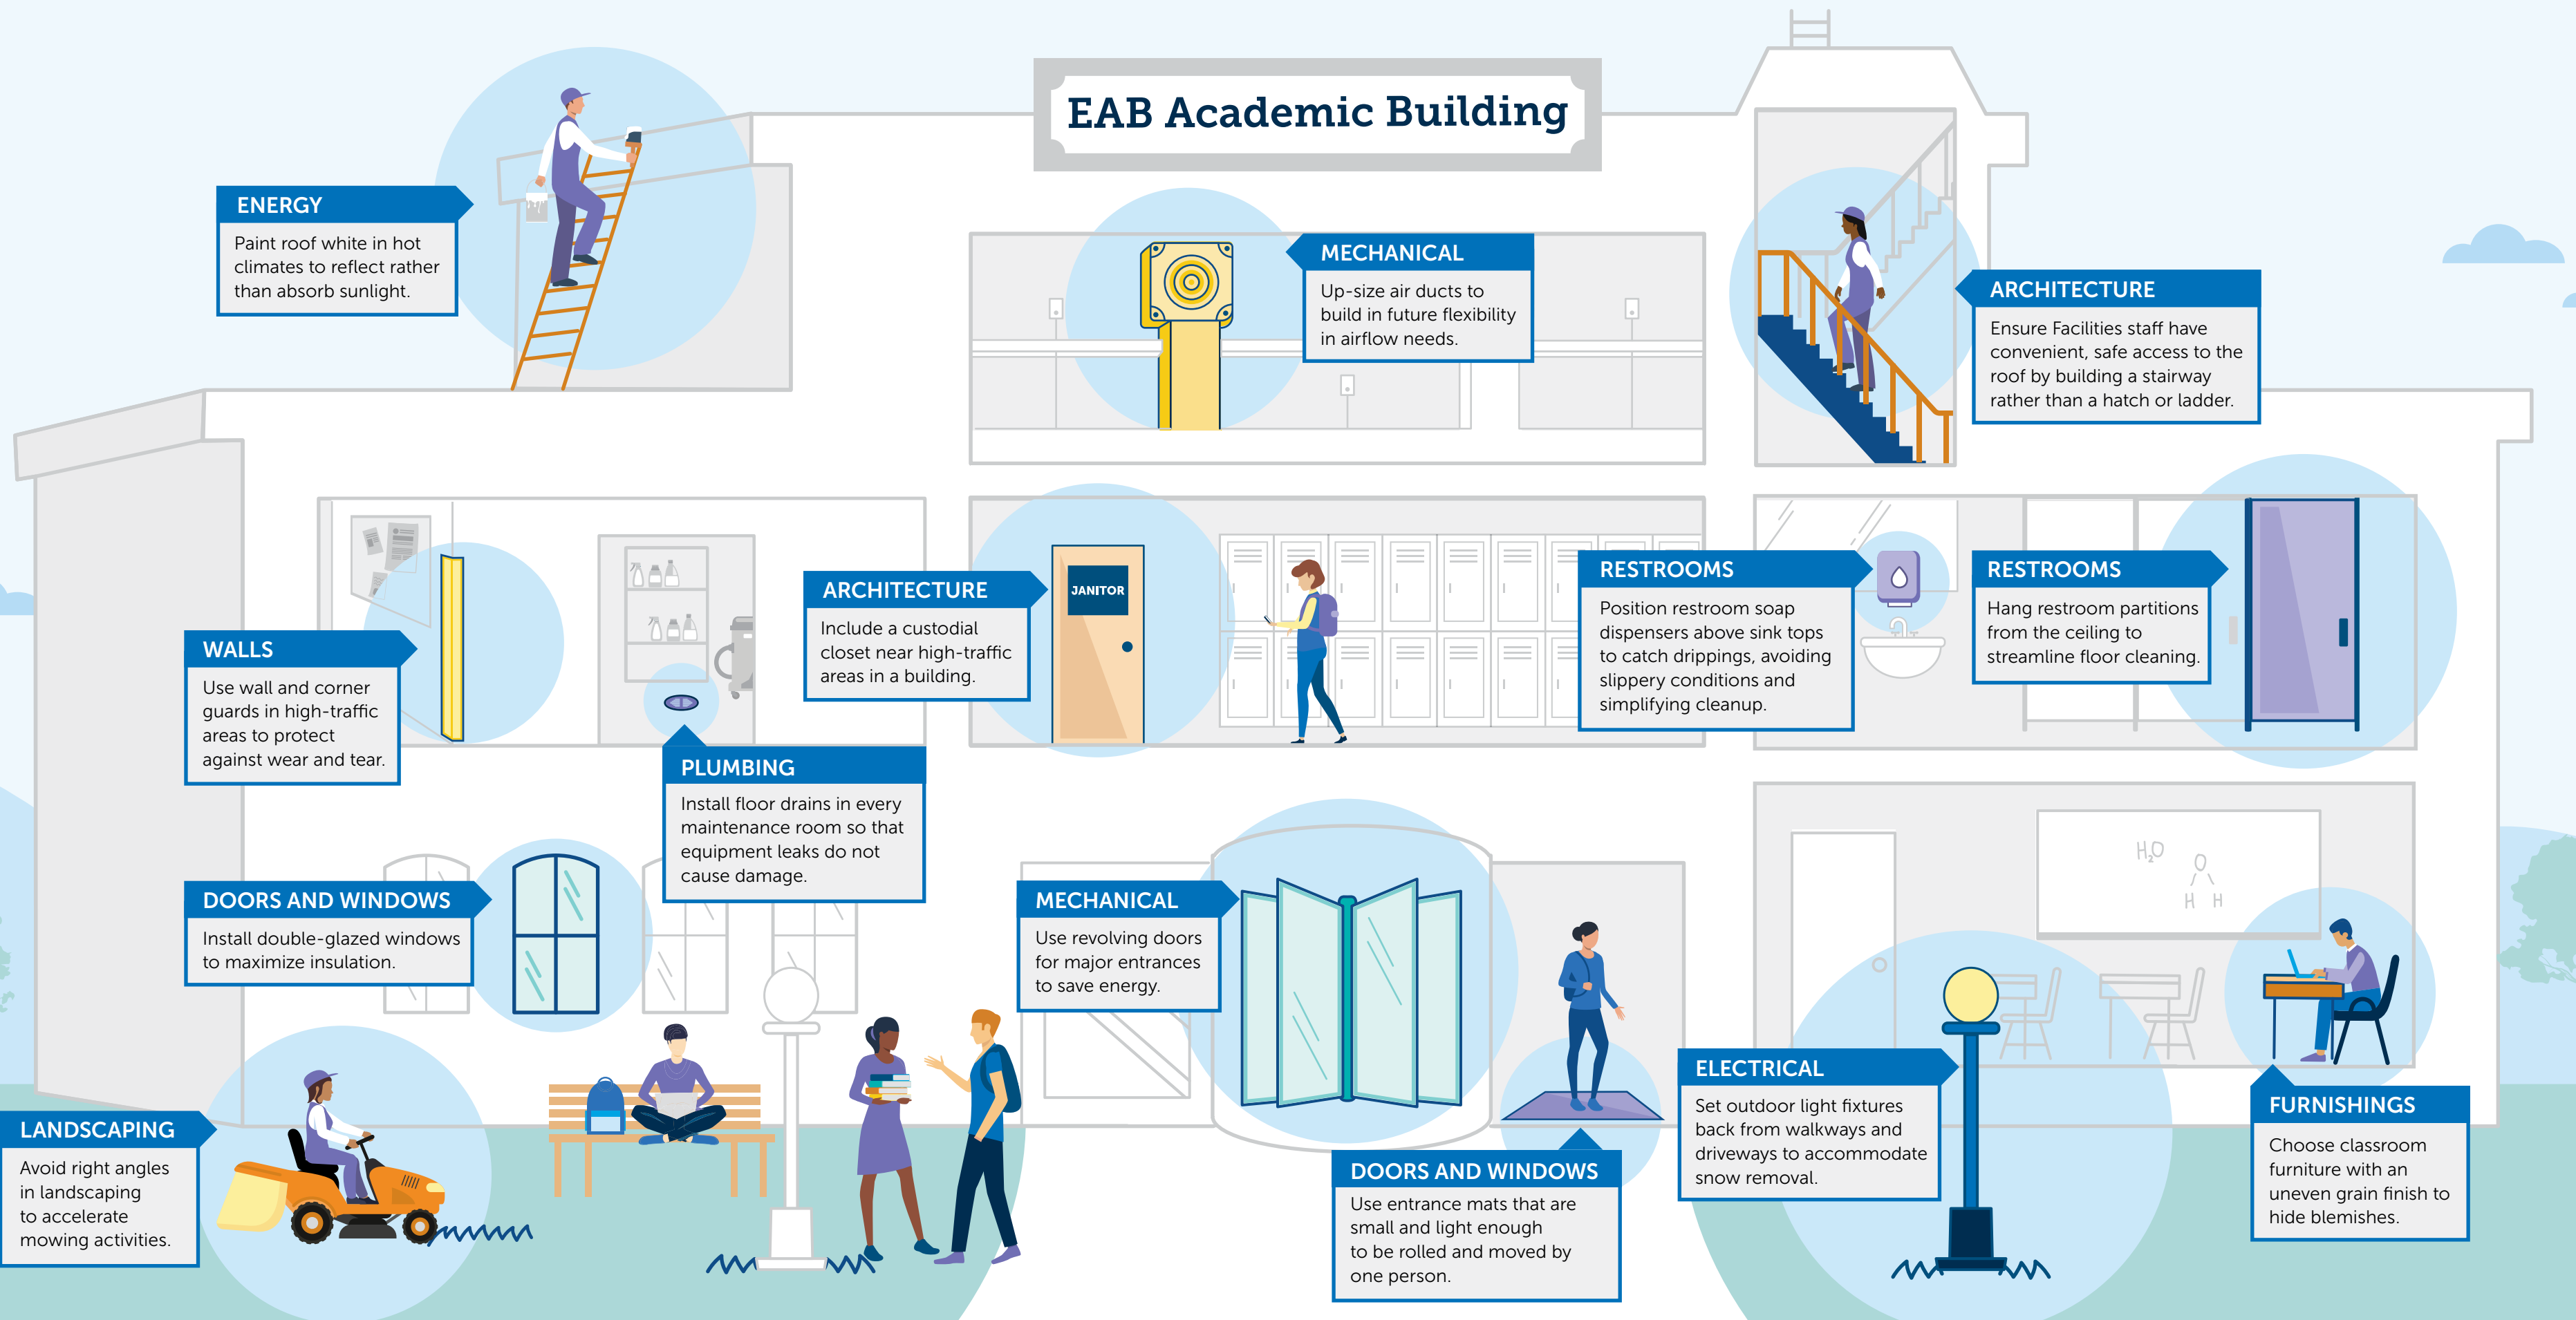 EAB Academic Building
ENERGY
Paint roof white in hot
climates to reflect rather
than absorb sunlight.
MECHANICAL
Up-size air ducts to
build in future flexibility
in airflow needs.
ARCHITECTURE
Ensure Facilities staff have
convenient, safe access to the
roof by building a stairway
rather than a hatch or ladder.
WALLS
Use wall and corner
guards in high-traffic
areas to protect
against wear and tear.
PLUMBING
Install floor drains in every
maintenance room so that
equipment leaks do not
cause damage.
ARCHITECTURE
Include a custodial
closet near high-traffic
areas in a building.
JANITOR
RESTROOMS
Position restroom soap
dispensers above sink tops
to catch drippings, avoiding
slippery conditions and
simplifying cleanup.
RESTROOMS
Hang restroom partitions
from the ceiling to
streamline floor cleaning.
DOORS AND WINDOWS
Install double-glazed windows
to maximize insulation.
MECHANICAL
Use revolving doors
for major entrances
to save energy.
H₂O
O
H H
LANDSCAPING
Avoid right angles
in landscaping
to accelerate
mowing activities.
DOORS AND WINDOWS
Use entrance mats that are
small and light enough
to be rolled and moved by
one person.
ELECTRICAL
Set outdoor light fixtures
back from walkways and
driveways to accommodate
snow removal.
FURNISHINGS
Choose classroom
furniture with an
uneven grain finish to
hide blemishes.